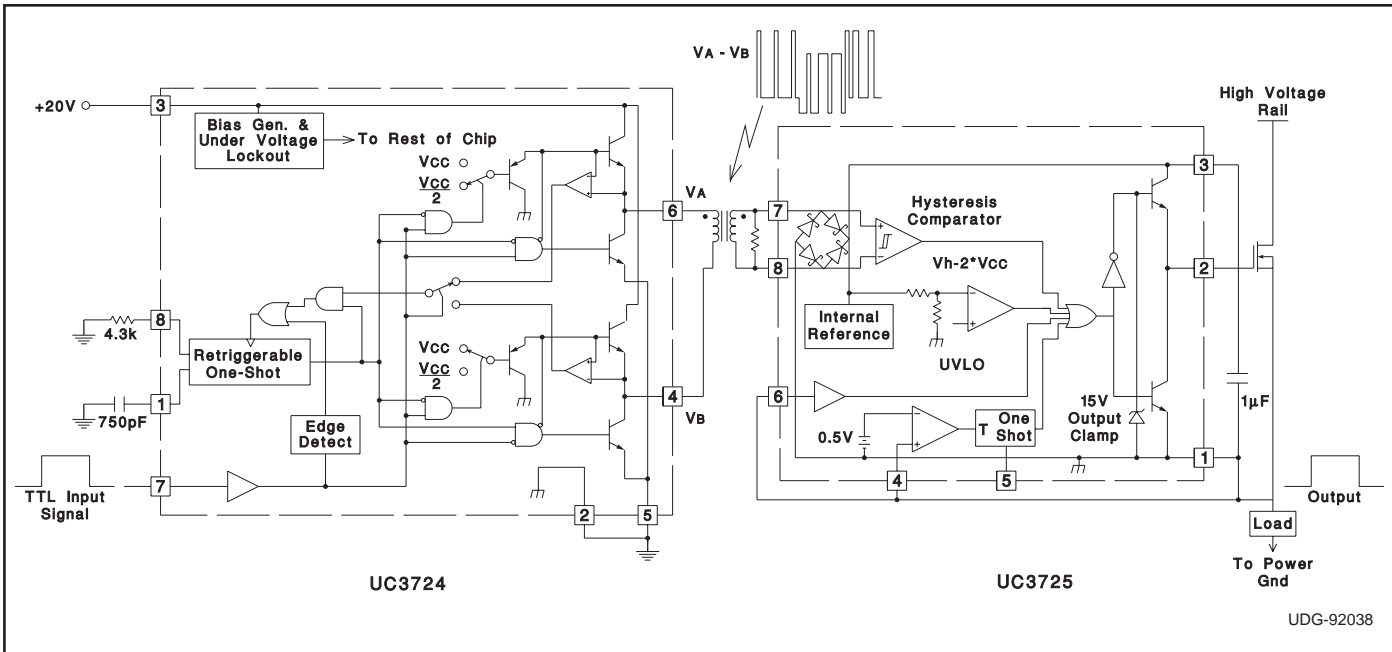 VA - VB
+20V
3
Bias Gen. &
Under Voltage
Lockout
To Rest of Chip
VCC
VCC
2
VA
6
8
4.3k
Retriggerable
One-Shot
1
750pF
Edge
Detect
VCC
VCC
2
4
VB
7
TTL Input
Signal
2
5
UC3724
High Voltage
Rail
3
7
Hysteresis
Comparator
8
Vh-2*VCC
2
Internal
Reference
UVLO
6
0.5V
T One
Shot
15V
Output
Clamp
1µF
1
4
5
Output
Load
To Power
Gnd
UC3725
+
−
+
−
+
−
+
−
+
−
UDG-92038